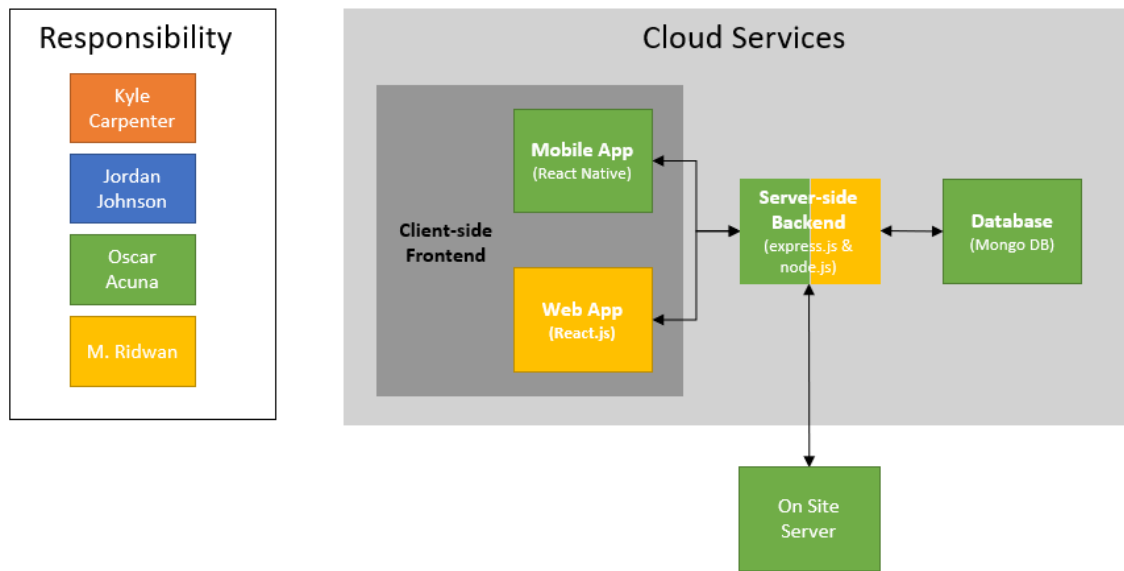 Responsibility
Kyle
Carpenter
Jordan
Johnson
Oscar
Acuna
M. Ridwan
Cloud Services
Client-side
Frontend
Mobile App
(React Native)
Web App
(React.js)
Server-side
Backend
(express.js &
node.js)
Database
(Mongo DB)
On Site
Server